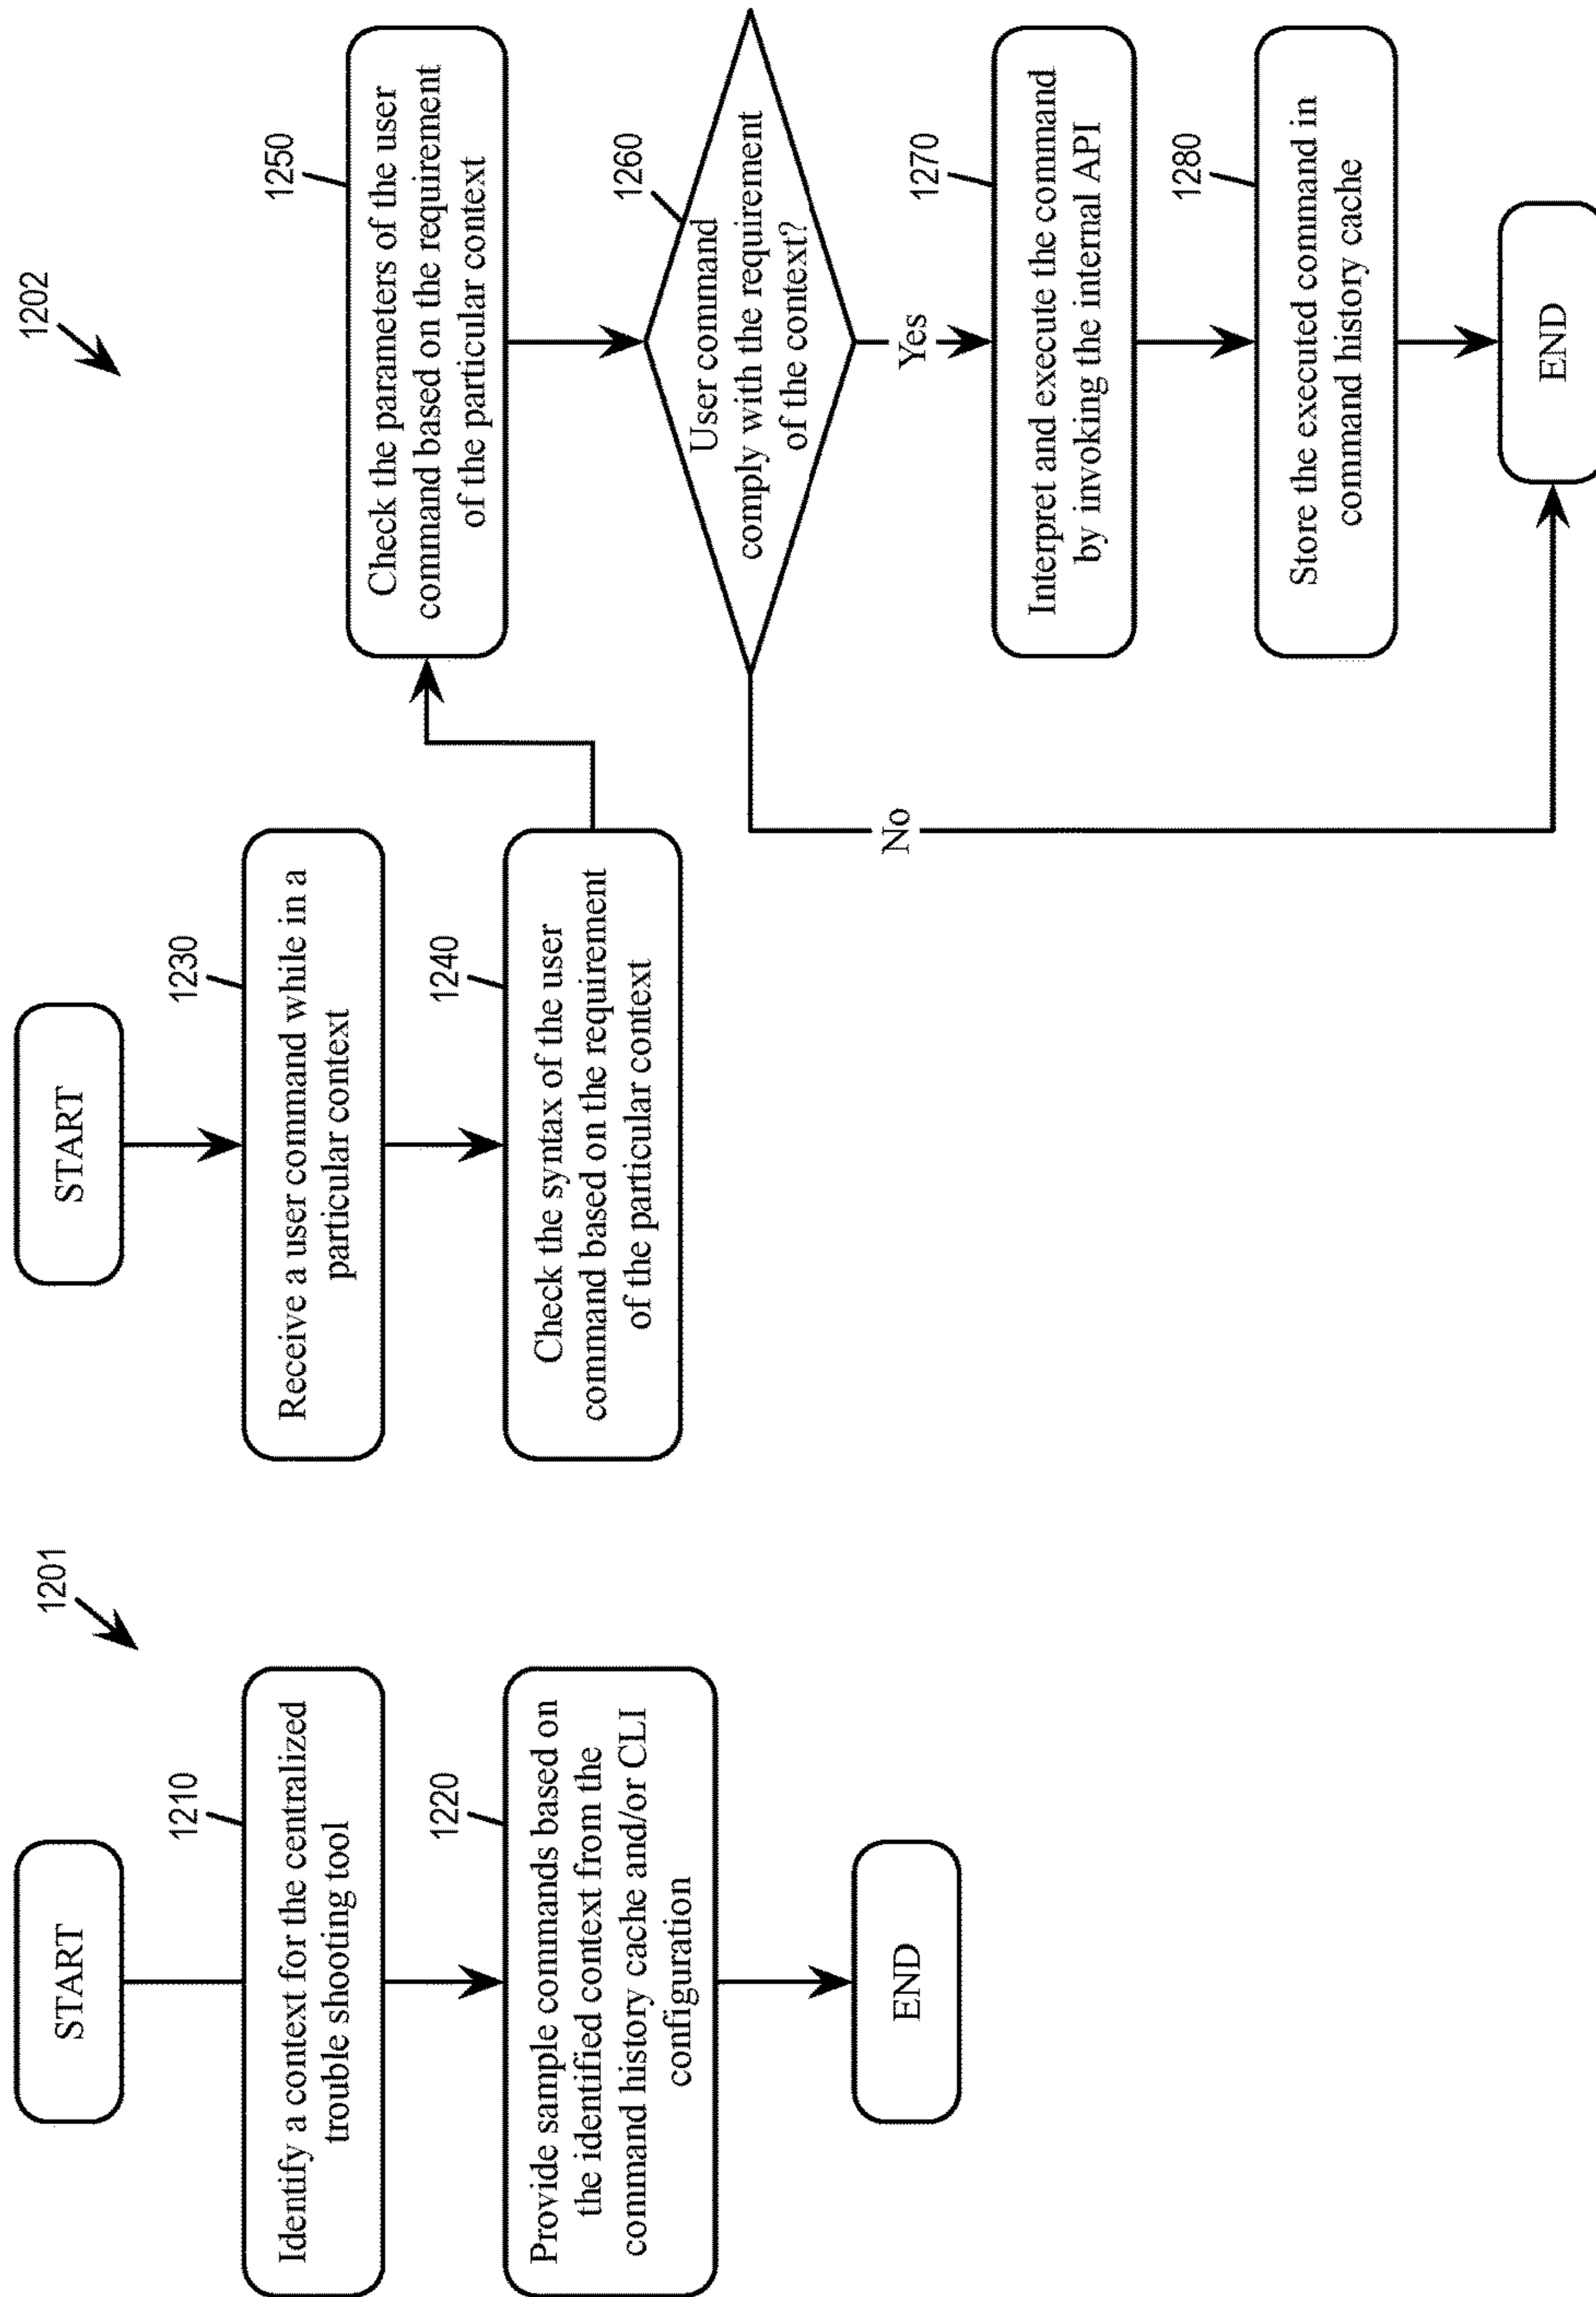 1201
START
1210
Identify a context for the centralized
trouble shooting tool
1220
Provide sample commands based on
the identified context from the
command history cache and/or CLI
configuration
END
1202
START
1230
Receive a user command while in a
particular context
1240
Check the syntax of the user
command based on the requirement
of the particular context
1250
Check the parameters of the user
command based on the requirement
of the particular context
1260
User command
comply with the requirement
of the context?
No
Yes
1270
Interpret and execute the command
by invoking the internal API
1280
Store the executed command in
command history cache
END